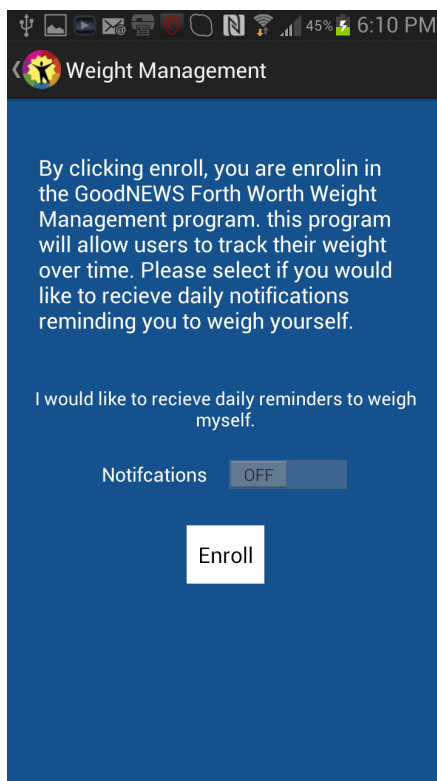 45% 6:10 PM
Weight Management
By clicking enroll, you are enrolin in
the GoodNEWS Forth Worth Weight
Management program. this program
will allow users to track their weight
over time. Please select if you would
like to recieve daily notifications
reminding you to weigh yourself.
I would like to recieve daily reminders to weigh
myself.
Notifcations OFF
Enroll